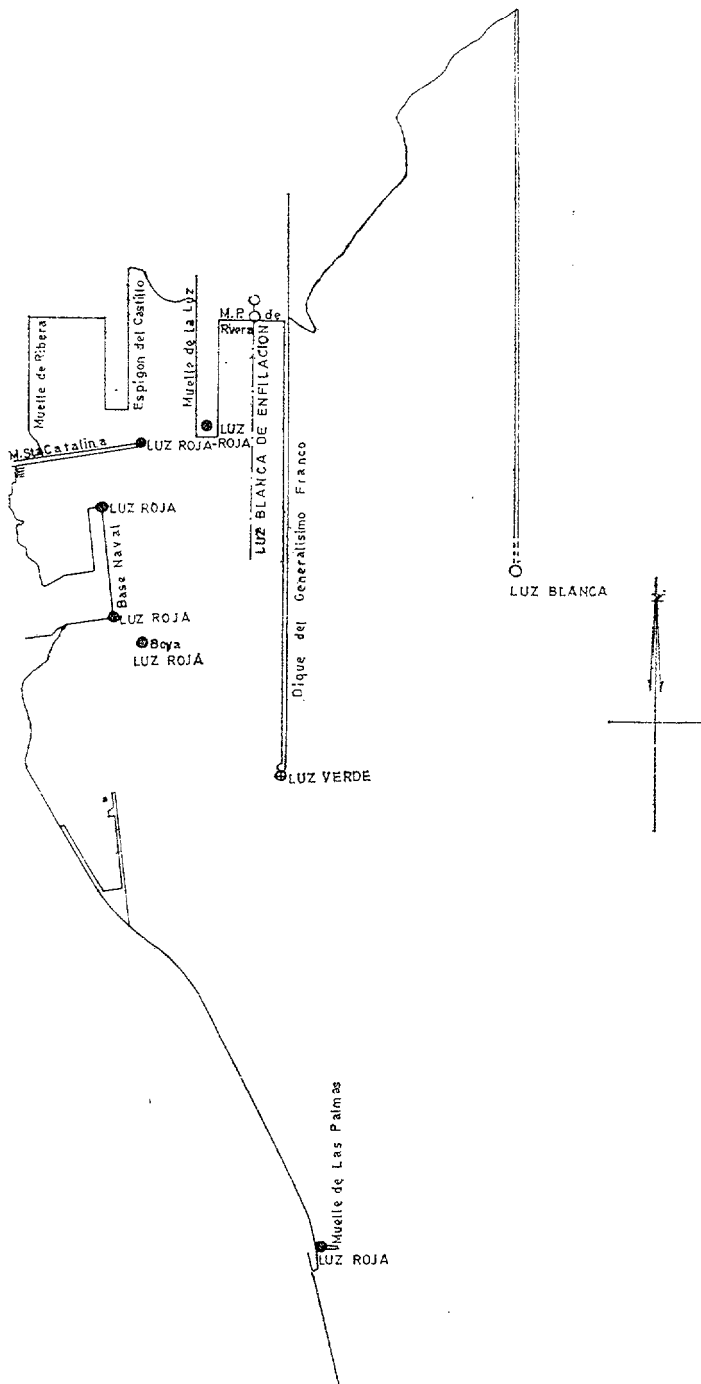 Muelle de Ribera
Espigon del Castillo
Muelle de la Luz
M.P. de
Rivera
LUZ
LUZ ROJA-ROJA
M. Sta Catalina
LUZ BLANCA DE ENFILACION
Dique del Generalisimo Franco
LUZ ROJA
Base Naval
LUZ ROJA
Boya
LUZ ROJA
LUZ BLANCA
N.
LUZ VERDE
Muelle de Las Palmas
LUZ ROJA